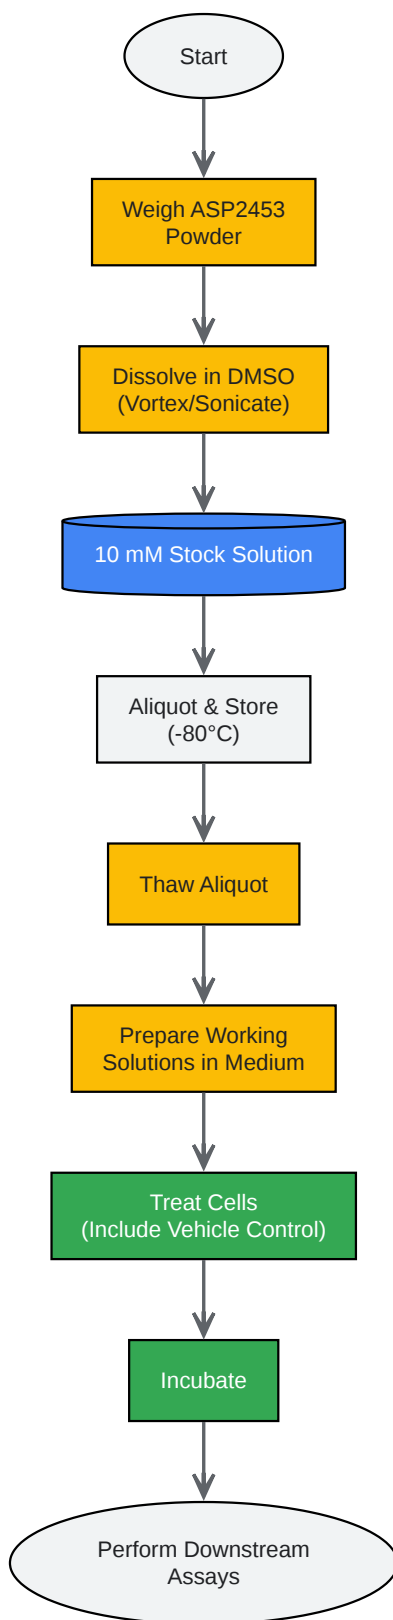 Start
Weigh ASP2453
Powder
Dissolve in DMSO
(Vortex/Sonicate)
10 mM Stock Solution
Aliquot & Store
(-80°C)
Thaw Aliquot
Prepare Working
Solutions in Medium
Treat Cells
(Include Vehicle Control)
Incubate
Perform Downstream
Assays